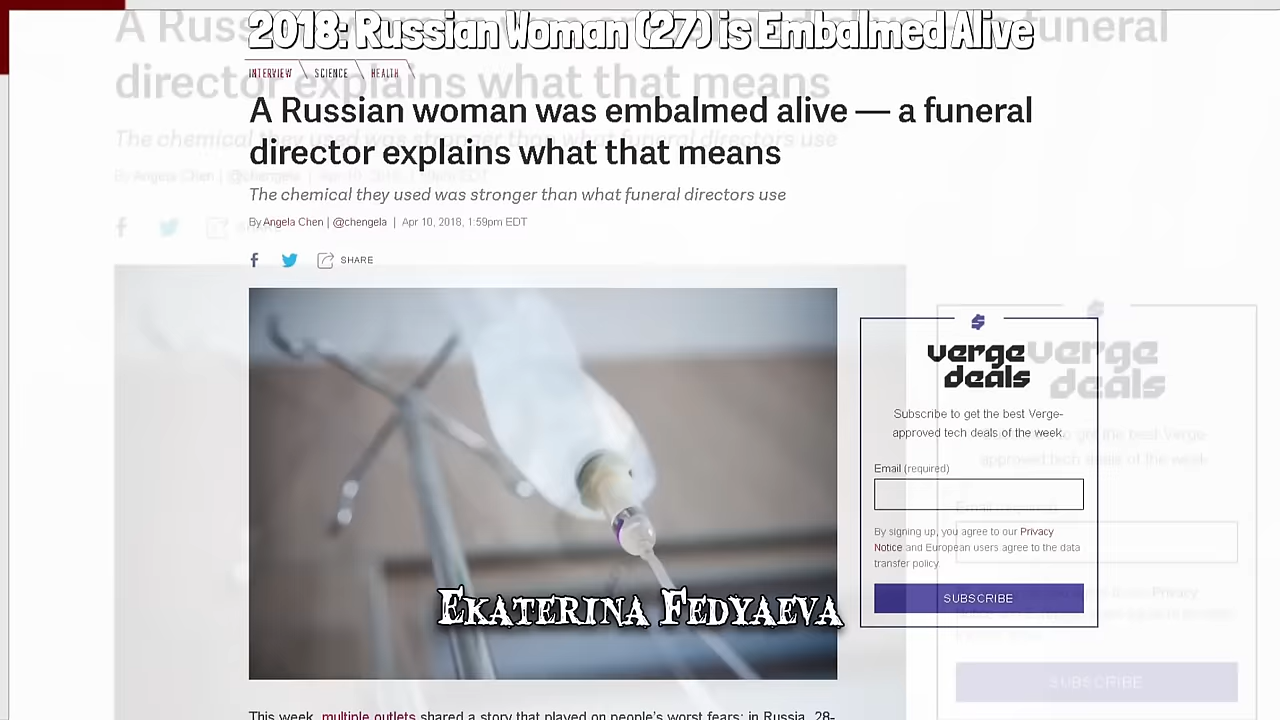 2018: Russian Woman (27) is Embalmed Alive
INTERVIEW SCIENCE HEALTH
A Russian woman was embalmed alive — a funeral
director explains what that means
The chemical they used was stronger than what funeral directors use
By Angela Chen | @chengela | Apr 10, 2018, 1:59pm EDT
SHARE
verge
deals
Subscribe to get the best Verge-
approved tech deals of the week.
Email (required)
By signing up, you agree to our Privacy
Notice and European users agree to the data
transfer policy
SUBSCRIBE
EKATERINA FEDYAEVA
This week, multiple outlets shared a story that played on people's worst fears: in Russia, 28-